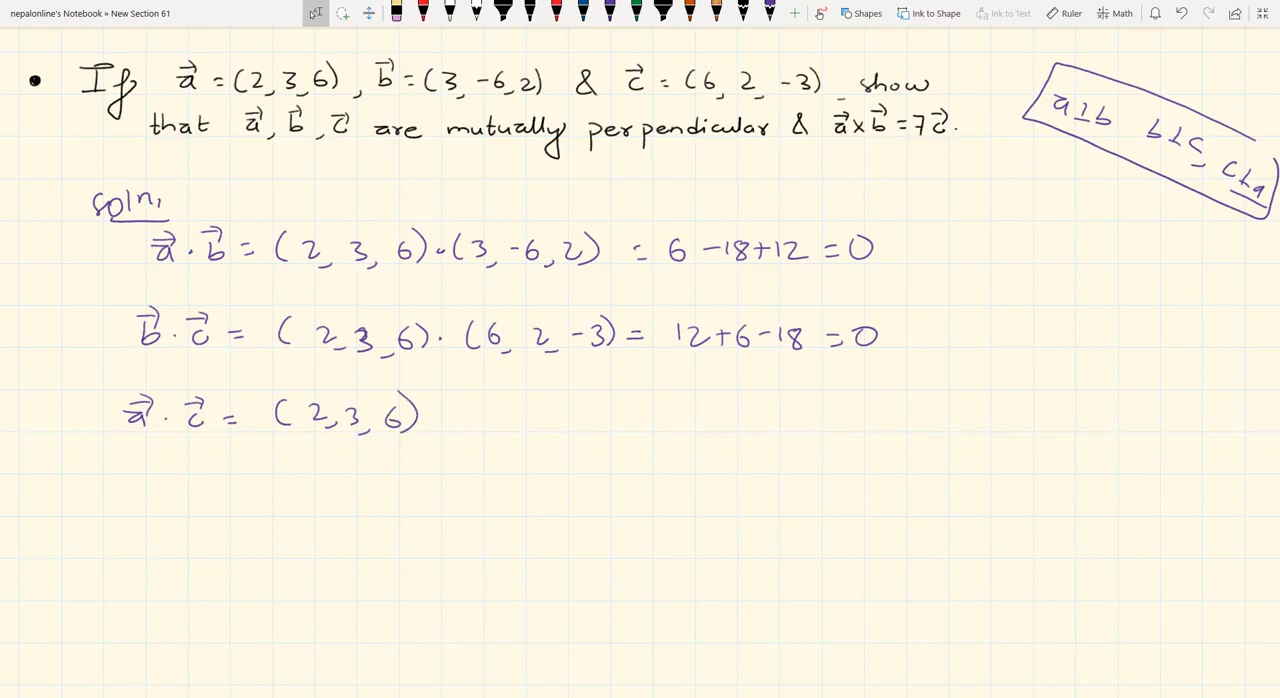 nepalonline's Notebook » New Section 61
Shapes Ink to Shape Ink to Text Ruler Math
• If a⃗ = (2, 3, 6), b⃗ = (3, -6, 2) & c⃗ = (6, 2, -3) show
that a⃗, b⃗, c⃗ are mutually perpendicular & a⃗ x b⃗ = 7c⃗.
a⊥b b⊥c c⊥a
Soln,
a⃗ . b⃗ = (2, 3, 6) . (3, -6, 2) = 6 - 18 + 12 = 0
b⃗ . c⃗ = (2, 3, 6) . (6, 2, -3) = 12 + 6 - 18 = 0
a⃗ . c⃗ = (2, 3, 6)